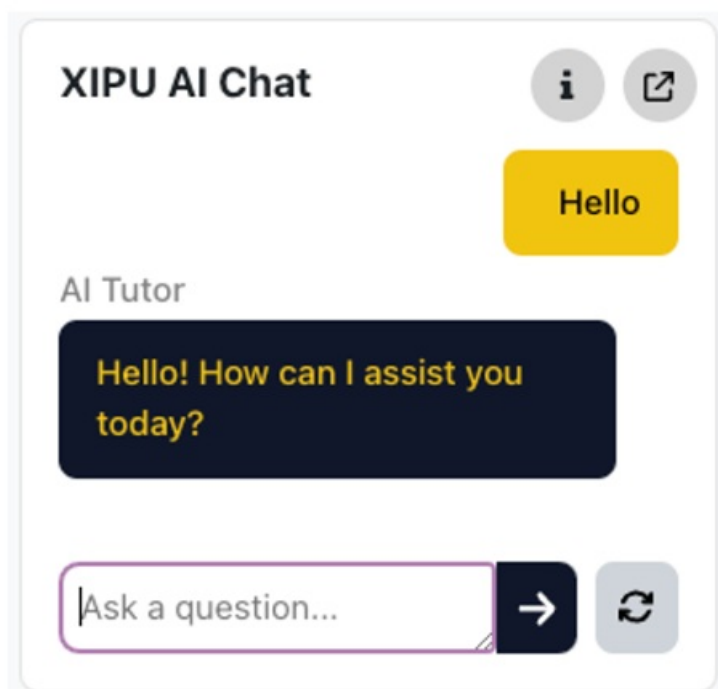 XIPU AI Chat
Hello
AI Tutor
Hello! How can I assist you
today?
Ask a question...